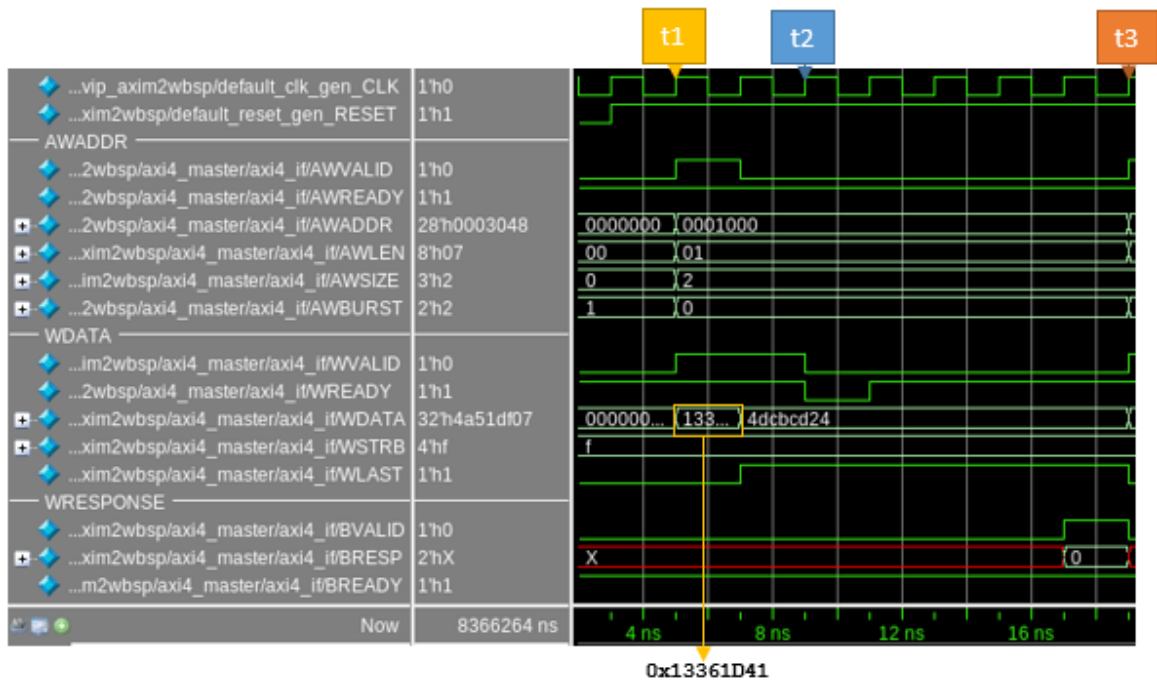 t1 t2 t3
...vip_axim2wbsp/default_clk_gen_CLK 1'h0
...xim2wbsp/default_reset_gen_RESET 1'h1
AWADDR
...2wbsp/axi4_master/axi4_if/AWVALID 1'h0
...2wbsp/axi4_master/axi4_if/AWREADY 1'h1
...2wbsp/axi4_master/axi4_if/AWADDR 28'h0003048 0000000 0001000
...xim2wbsp/axi4_master/axi4_if/AWLEN 8'h07 00 01
...im2wbsp/axi4_master/axi4_if/AWSIZE 3'h2 0 2
...2wbsp/axi4_master/axi4_if/AWBURST 2'h2 1 0
WDATA
...im2wbsp/axi4_master/axi4_if/WVALID 1'h0
...2wbsp/axi4_master/axi4_if/WREADY 1'h1
...xim2wbsp/axi4_master/axi4_if/WDATA 32'h4a51df07 000000... 133... 4dcbcd24
...xim2wbsp/axi4_master/axi4_if/WSTRB 4'hf f
...xim2wbsp/axi4_master/axi4_if/WLAST 1'h1
WRESPONSE
...xim2wbsp/axi4_master/axi4_if/BVALID 1'h0
...xim2wbsp/axi4_master/axi4_if/BRESP 2'hX X 0
...m2wbsp/axi4_master/axi4_if/BREADY 1'h1
Now 8366264 ns 4 ns 8 ns 12 ns 16 ns
0x13361D41